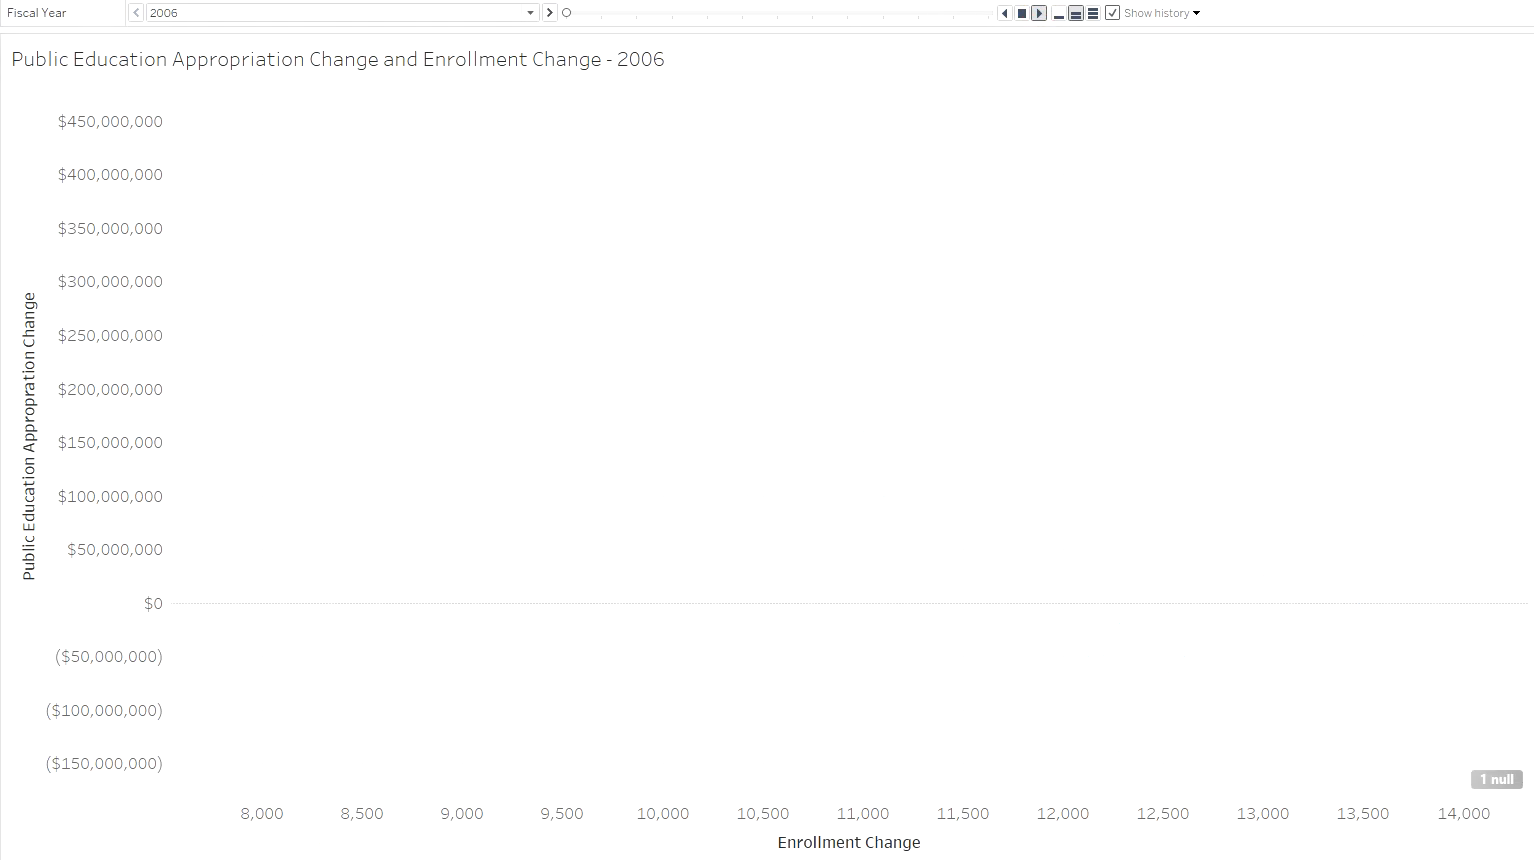 Fiscal Year
2006
Show history
Public Education Appropriation Change and Enrollment Change - 2006
$450,000,000
$400,000,000
$350,000,000
$300,000,000
$250,000,000
$200,000,000
$150,000,000
$100,000,000
$50,000,000
$0
($50,000,000)
($100,000,000)
($150,000,000)
Public Education Appropration Change
1 null
8,000 8,500 9,000 9,500 10,000 10,500 11,000 11,500 12,000 12,500 13,000 13,500 14,000
Enrollment Change